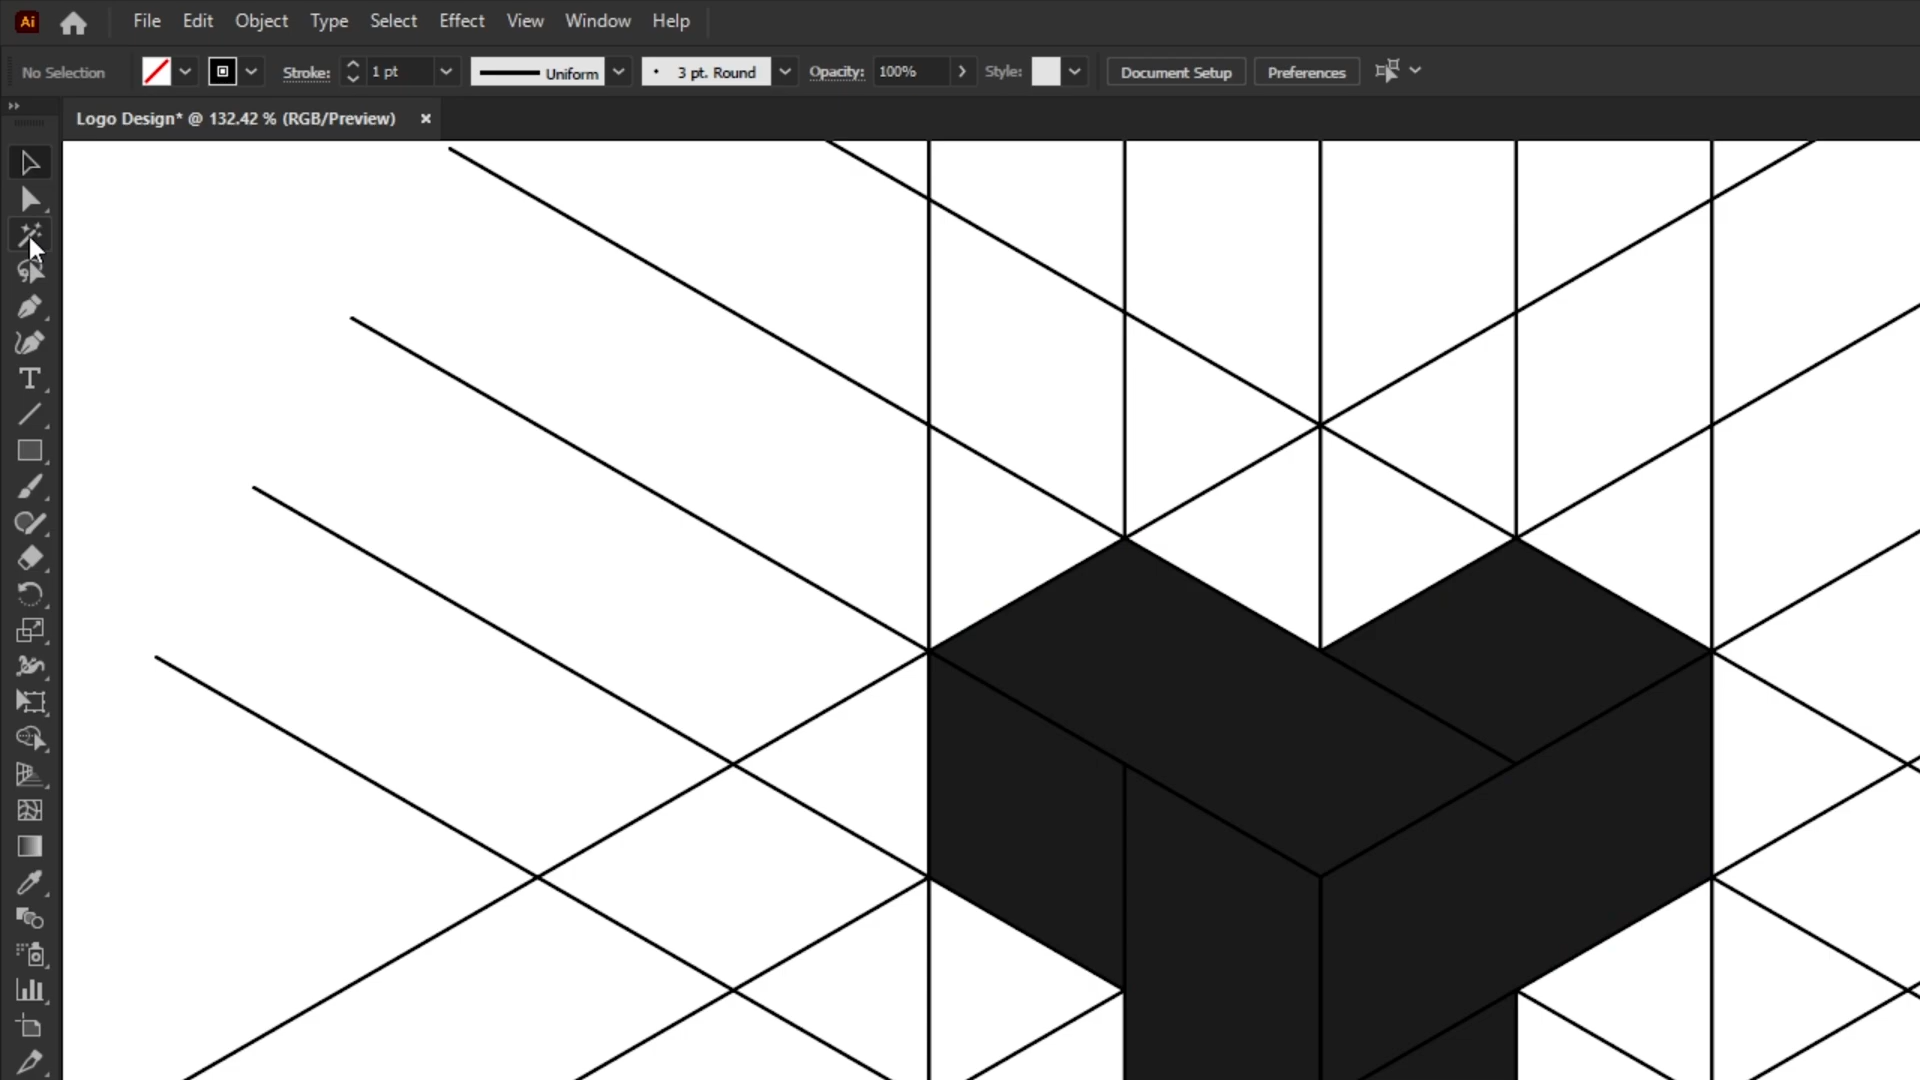 Ai File Edit Object Type Select Effect View Window Help
No Selection Stroke: 1 pt Uniform 3 pt. Round Opacity: 100% Style: Document Setup Preferences
Logo Design* @ 132.42 % (RGB/Preview) ×